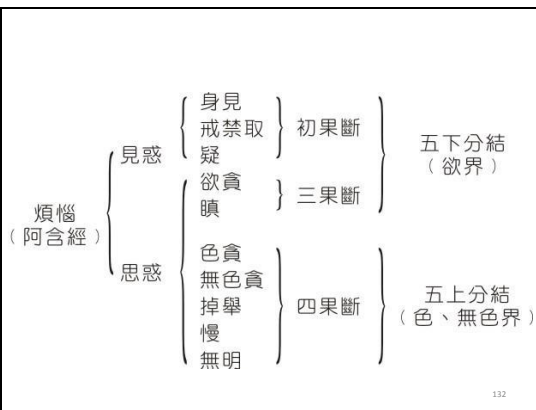 煩惱
（阿含經）
見惑
身見
戒禁取
疑
初果斷
思惑
欲貪
瞋
三果斷
五下分結
（欲界）
色貪
無色貪
掉舉
慢
無明
四果斷
五上分結
（色、無色界）
132